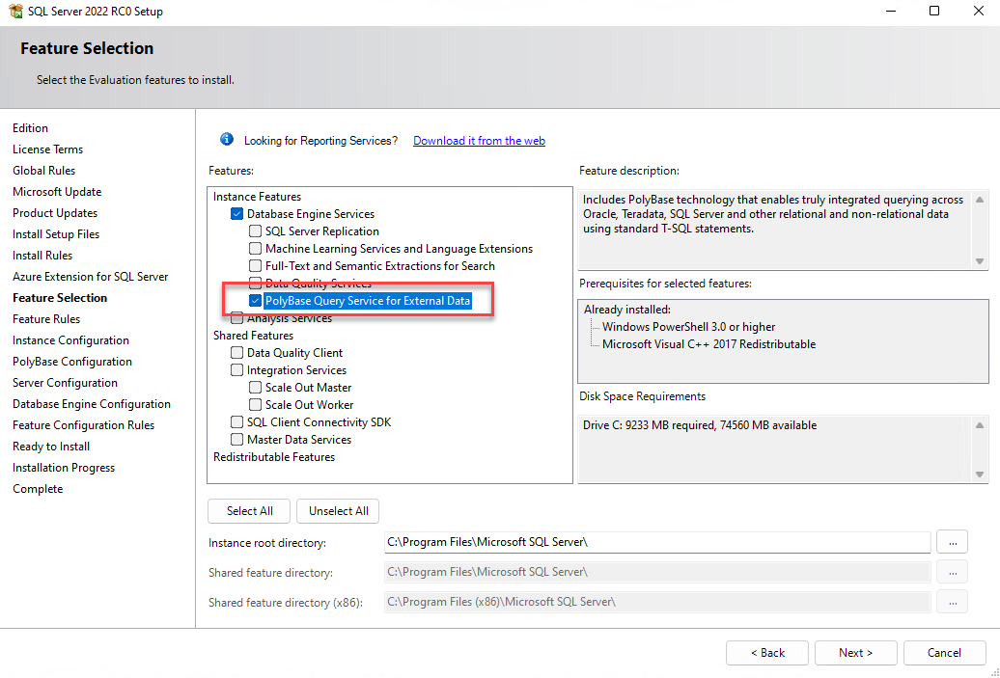 SQL Server 2022 RC0 Setup
Feature Selection
Select the Evaluation features to install.
Edition
License Terms
Global Rules
Microsoft Update
Product Updates
Install Setup Files
Install Rules
Azure Extension for SQL Server
Feature Selection
Feature Rules
Instance Configuration
PolyBase Configuration
Server Configuration
Database Engine Configuration
Feature Configuration Rules
Ready to Install
Installation Progress
Complete
Looking for Reporting Services? Download it from the web
Features:
Instance Features
Database Engine Services
SQL Server Replication
Machine Learning Services and Language Extensions
Full-Text and Semantic Extractions for Search
Data Quality Services
PolyBase Query Service for External Data
Analysis Services
Shared Features
Data Quality Client
Integration Services
Scale Out Master
Scale Out Worker
SQL Client Connectivity SDK
Master Data Services
Redistributable Features
Feature description:
Includes PolyBase technology that enables truly integrated querying across
Oracle, Teradata, SQL Server and other relational and non-relational data
using standard T-SQL statements.
Prerequisites for selected features:
Already installed:
Windows PowerShell 3.0 or higher
Microsoft Visual C++ 2017 Redistributable
Disk Space Requirements
Drive C: 9233 MB required, 74560 MB available
Select All
Unselect All
Instance root directory: C:\Program Files\Microsoft SQL Server\ ...
Shared feature directory: C:\Program Files\Microsoft SQL Server\ ...
Shared feature directory (x86): C:\Program Files (x86)\Microsoft SQL Server\ ...
< Back
Next >
Cancel